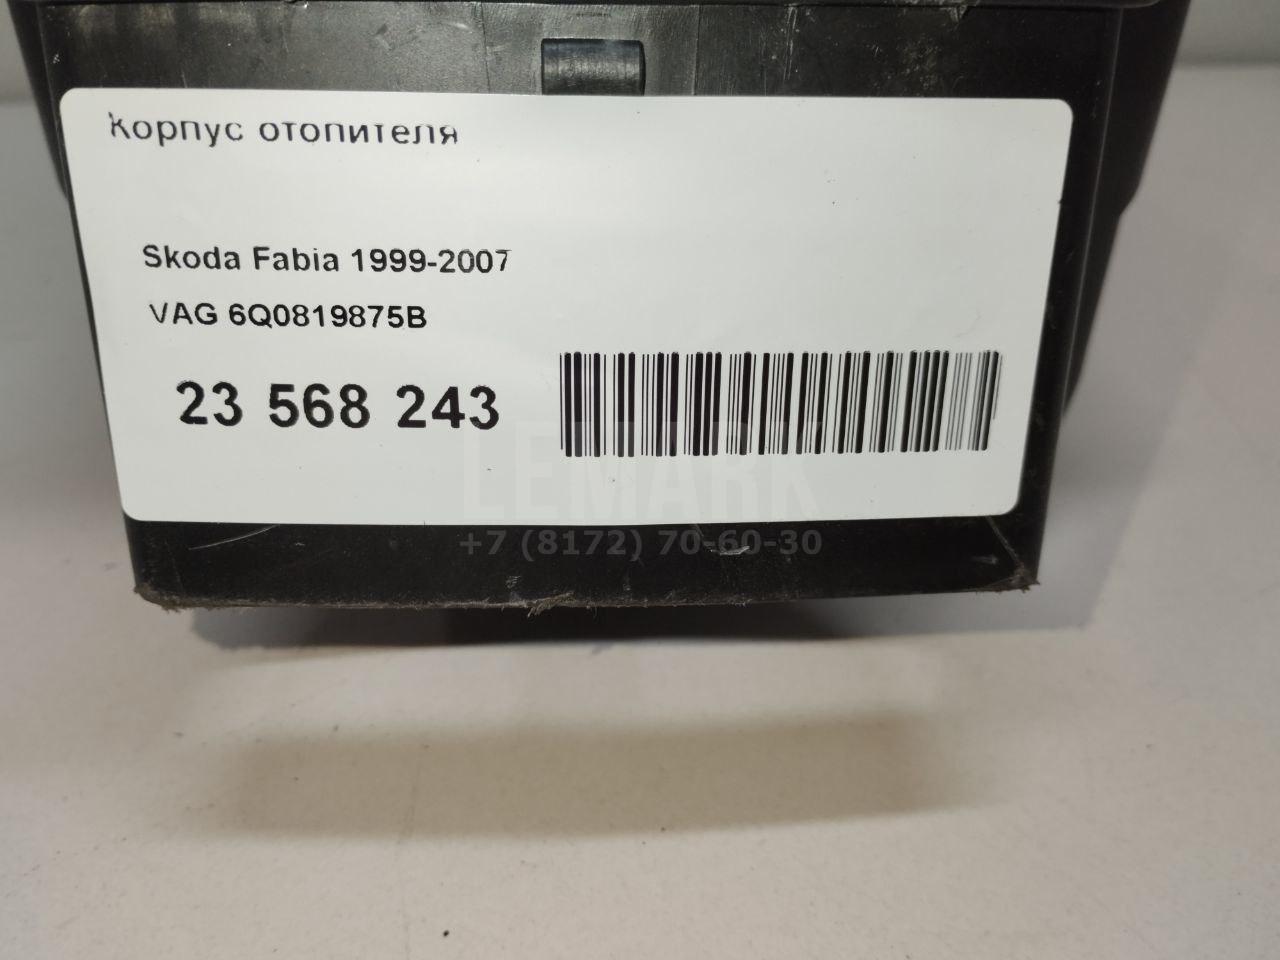 Корпус отопителя
Skoda Fabia 1999-2007
VAG 6Q0819875B
23 568 243
LEMARK
+7 (8172) 70-60-30